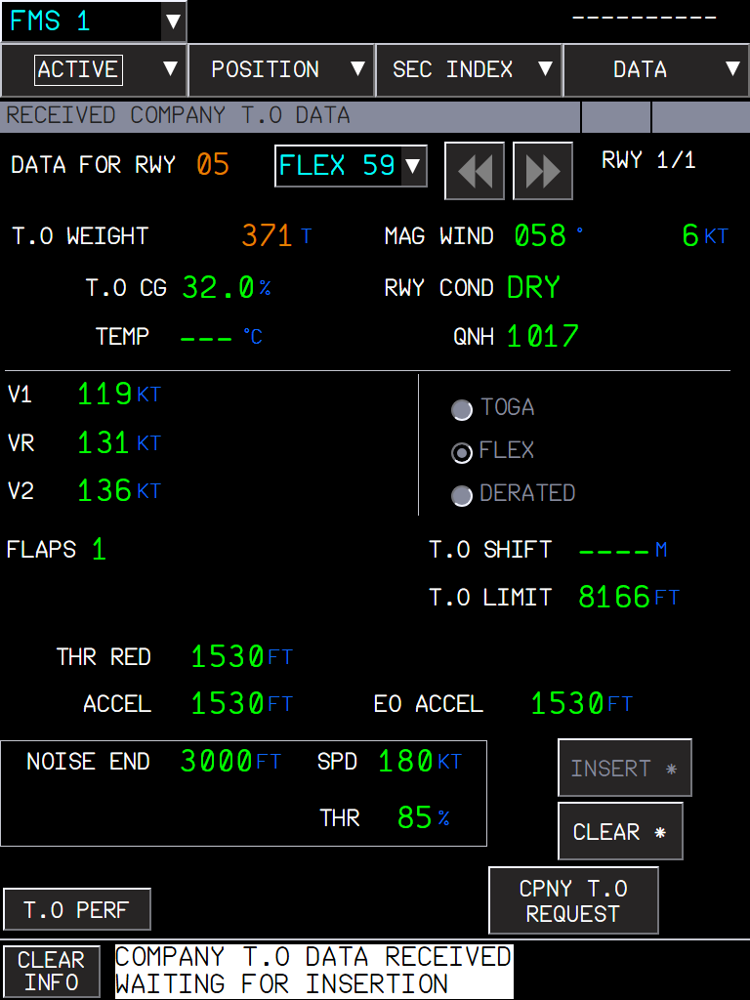 FMS 1 ▼ ----------
ACTIVE ▼ POSITION ▼ SEC INDEX ▼ DATA ▼
RECEIVED COMPANY T.O DATA
DATA FOR RWY 05 FLEX 59 ▼ RWY 1/1
T.O WEIGHT 371 T MAG WIND 058 ° 6 KT
T.O CG 32.0 % RWY COND DRY
TEMP --- °C QNH 1017
V1 119 KT
TOGA
VR 131 KT
FLEX
V2 136 KT
DERATED
FLAPS 1 T.O SHIFT ---- M
T.O LIMIT 8166 FT
THR RED 1530 FT
ACCEL 1530 FT EO ACCEL 1530 FT
NOISE END 3000 FT SPD 180 KT INSERT *
THR 85 %
CLEAR *
T.O PERF
CPNY T.O
REQUEST
CLEAR
INFO
COMPANY T.O DATA RECEIVED
WAITING FOR INSERTION